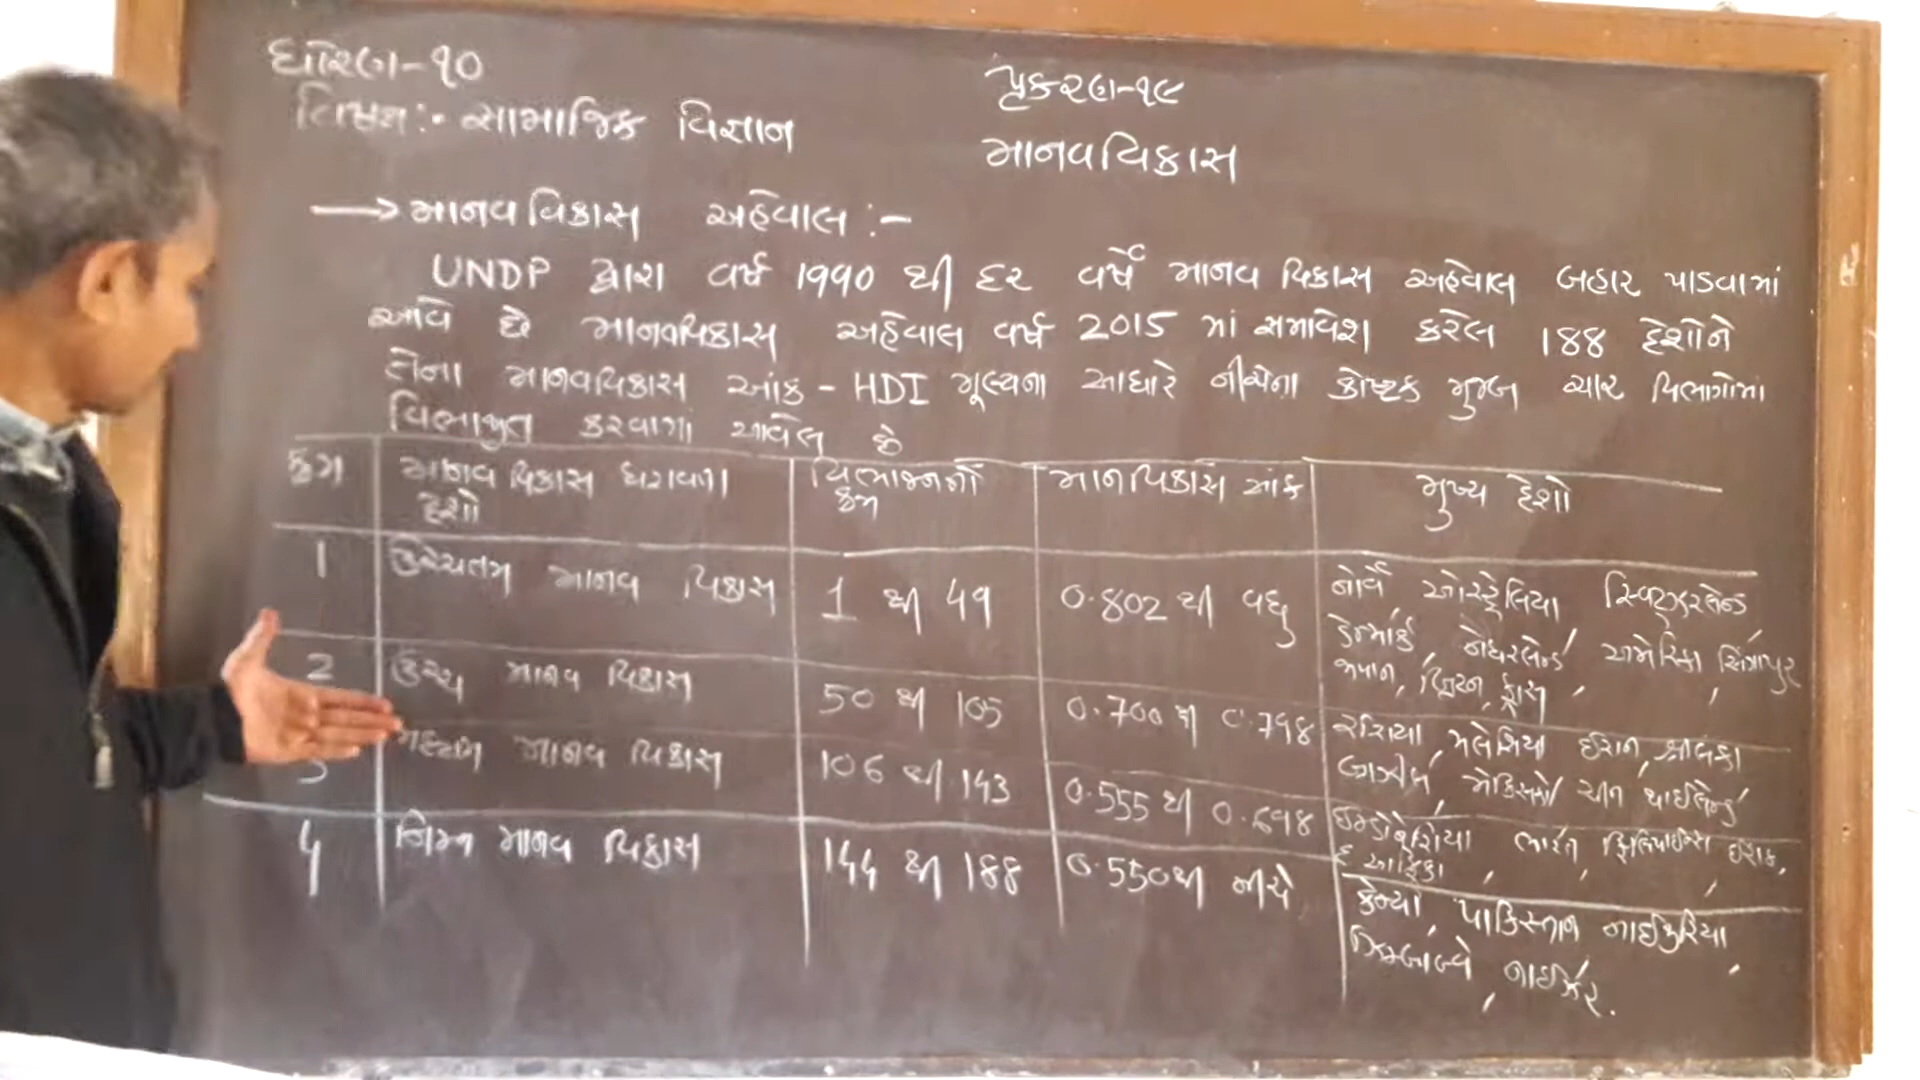 ધોરણ-૧૦
પ્રકરણ-૧૯
વિષય:- સામાજિક વિજ્ઞાન
માનવવિકાસ
→ માનવ વિકાસ અહેવાલ :-
UNDP દ્વારા વર્ષ 1990 થી દર વર્ષે માનવ વિકાસ અહેવાલ બહાર પાડવામાં
આવે છે માનવવિકાસ અહેવાલ વર્ષ 2015 માં સમાવેશ કરેલ 188 દેશોને
તેના માનવવિકાસ આંક - HDI મૂલ્યના આધારે નીચેના કોષ્ટક મુજબ ચાર વિભાગોમાં
વિભાજીત કરવામાં આવેલ છે
ક્રમ માનવ વિકાસ ધરાવતા વિભાજનનો માનવિકાસ આંક મુખ્ય દેશો
દેશો ક્રમ
1 ઉચ્ચતમ માનવ વિકાસ 1 થી 49 0.802 થી વધુ નોર્વે ઓસ્ટ્રેલિયા સ્વિટ્ઝરલેન્ડ
ડેન્માર્ક, નેધરલેન્ડ, અમેરિકા, સિંગાપુર
જાપાન, બ્રિટન, ફ્રાંસ
2 ઉચ્ચ માનવ વિકાસ 50 થી 105 0.700 થી 0.798 રશિયા, મલેશિયા ઈરાન, શ્રીલંકા
બ્રાઝીલ, મેક્સિકો, ચીન, થાઈલેન્ડ
3 મધ્યમ માનવ વિકાસ 106 થી 143 0.555 થી 0.698 ઇન્ડોનેશિયા, ભારત, ફિલિપાઇન્સ, ઇરાક,
દ આફ્રિકા
4 નિમ્ન માનવ વિકાસ 144 થી 188 0.550થી નીચે કેન્યા, પાકિસ્તાન, નાઈજીરિયા,
ઝિમ્બાબ્વે, નાઈઝર.